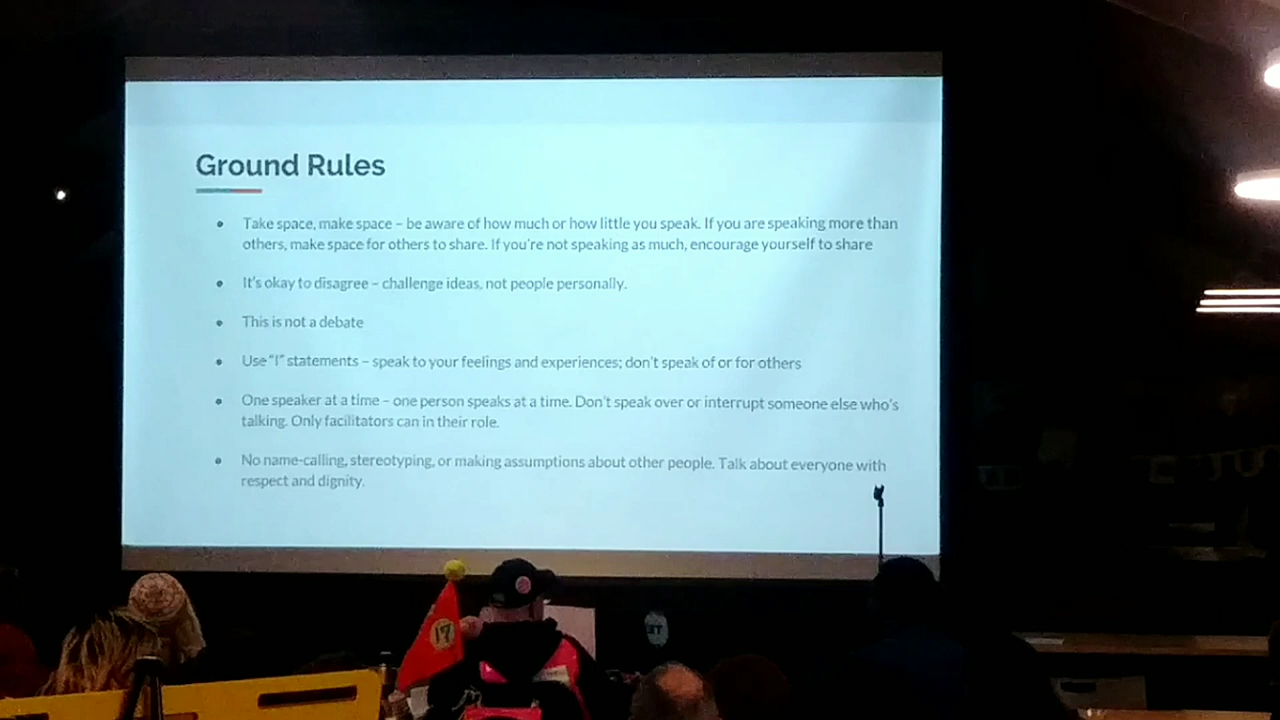 Ground Rules
• Take space, make space – be aware of how much or how little you speak. If you are speaking more than
others, make space for others to share. If you're not speaking as much, encourage yourself to share
• It's okay to disagree – challenge ideas, not people personally.
• This is not a debate
• Use "I" statements – speak to your feelings and experiences; don't speak of or for others
• One speaker at a time – one person speaks at a time. Don't speak over or interrupt someone else who's
talking. Only facilitators can in their role.
• No name-calling, stereotyping, or making assumptions about other people. Talk about everyone with
respect and dignity.
17